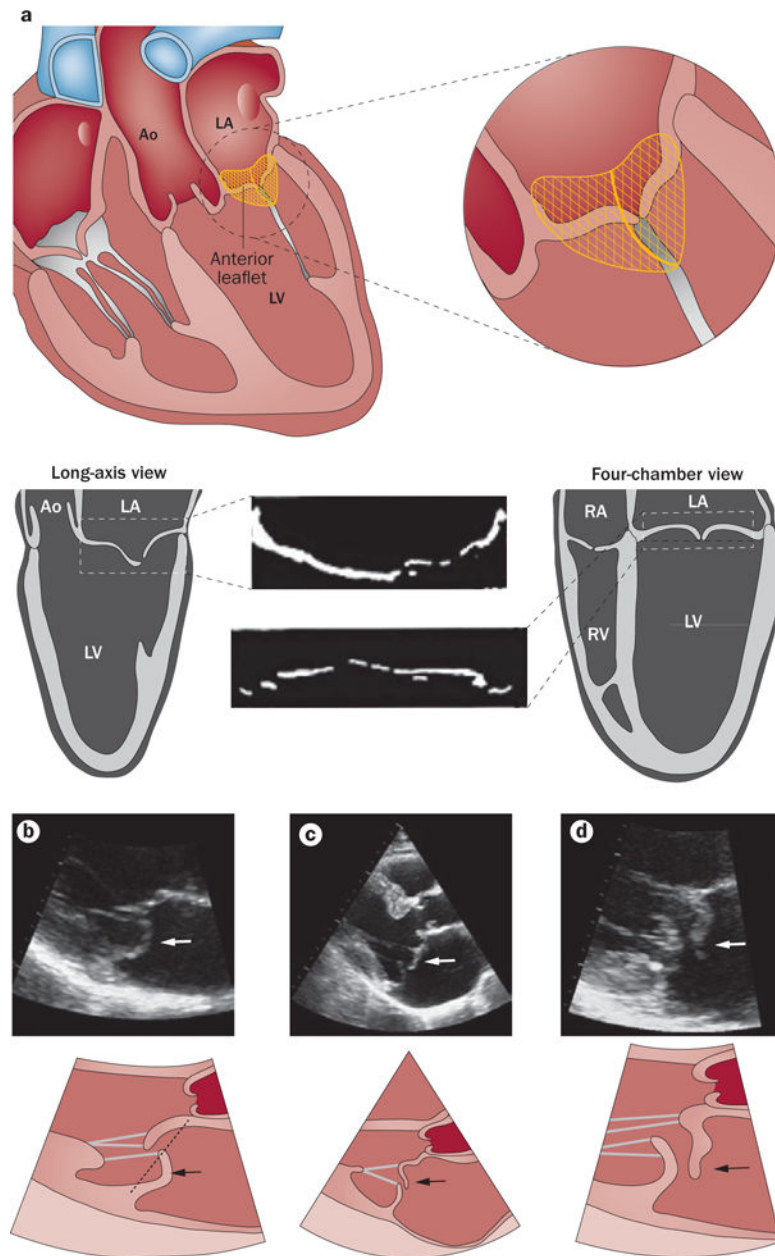 a
Ao
LA
Anterior
leaflet
LV
Long-axis view
Four-chamber view
Ao
LA
LV
RA
LA
RV
LV
b
c
d